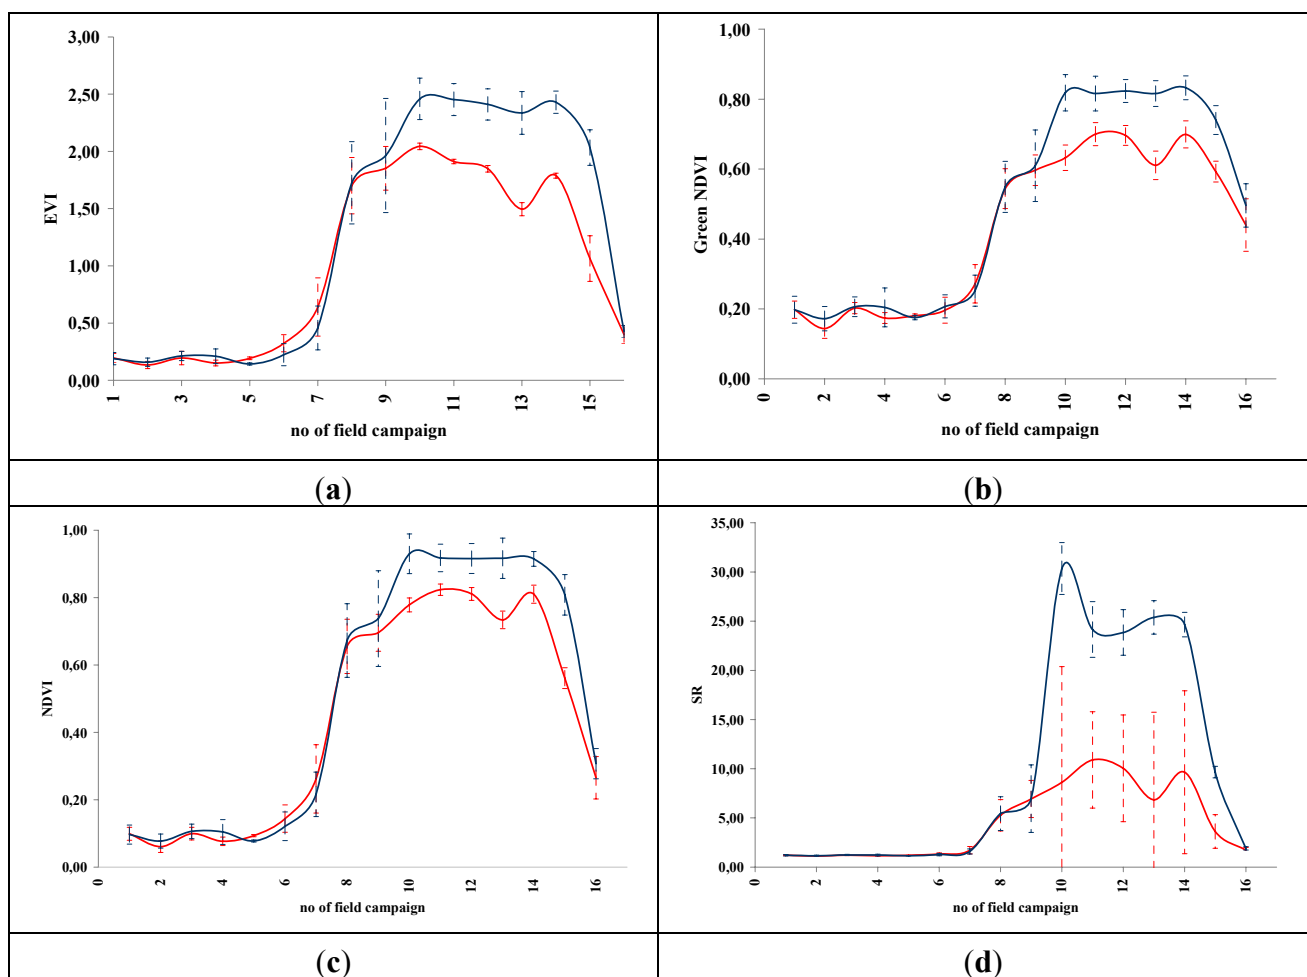 3,00
2,50
2,00
1,50
1,00
0,50
0,00
EVI
1 3 5 7 9 11 13 15
no of field campaign
(a)
1,00
0,80
0,60
0,40
0,20
0,00
Green NDVI
0 2 4 6 8 10 12 14 16
no of field campaign
(b)
1,00
0,80
0,60
0,40
0,20
0,00
NDVI
0 2 4 6 8 10 12 14 16
no of field campaign
(c)
35,00
30,00
25,00
20,00
15,00
10,00
5,00
0,00
SR
0 2 4 6 8 10 12 14 16
no of field campaign
(d)